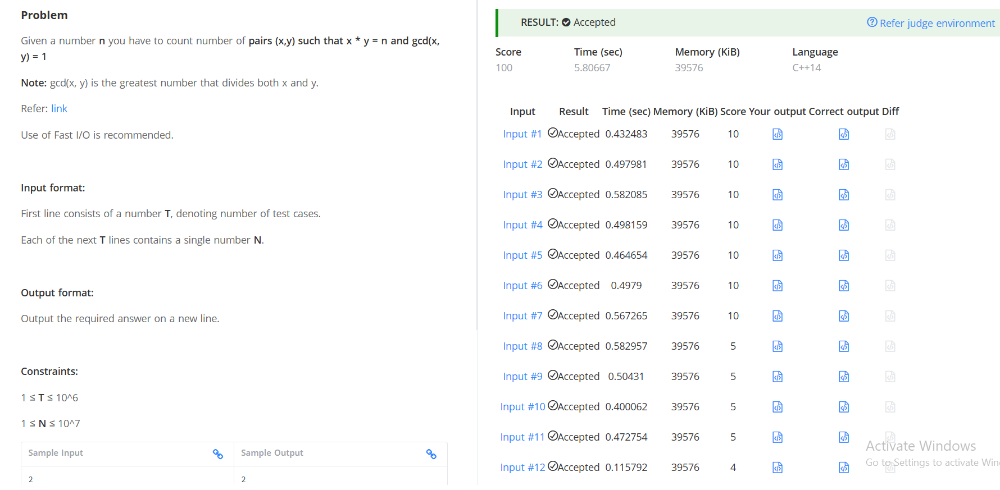 Problem
Given a number n you have to count number of pairs (x,y) such that x * y = n and gcd(x,
y) = 1
Note: gcd(x, y) is the greatest number that divides both x and y.
Refer: link
Use of Fast I/O is recommended.
Input format:
First line consists of a number T, denoting number of test cases.
Each of the next T lines contains a single number N.
Output format:
Output the required answer on a new line.
Constraints:
1 ≤ T ≤ 10^6
1 ≤ N ≤ 10^7
Sample Input
Sample Output
2
2
RESULT: Accepted
Refer judge environment
Score Time (sec) Memory (KiB) Language
100 5.80667 39576 C++14
Input Result Time (sec) Memory (KiB) Score Your output Correct output Diff
Input #1 Accepted 0.432483 39576 10
Input #2 Accepted 0.497981 39576 10
Input #3 Accepted 0.582085 39576 10
Input #4 Accepted 0.498159 39576 10
Input #5 Accepted 0.464654 39576 10
Input #6 Accepted 0.4979 39576 10
Input #7 Accepted 0.567265 39576 10
Input #8 Accepted 0.582957 39576 5
Input #9 Accepted 0.50431 39576 5
Input #10 Accepted 0.400062 39576 5
Input #11 Accepted 0.472754 39576 5
Input #12 Accepted 0.115792 39576 4
Activate Windows
Go to Settings to activate Win